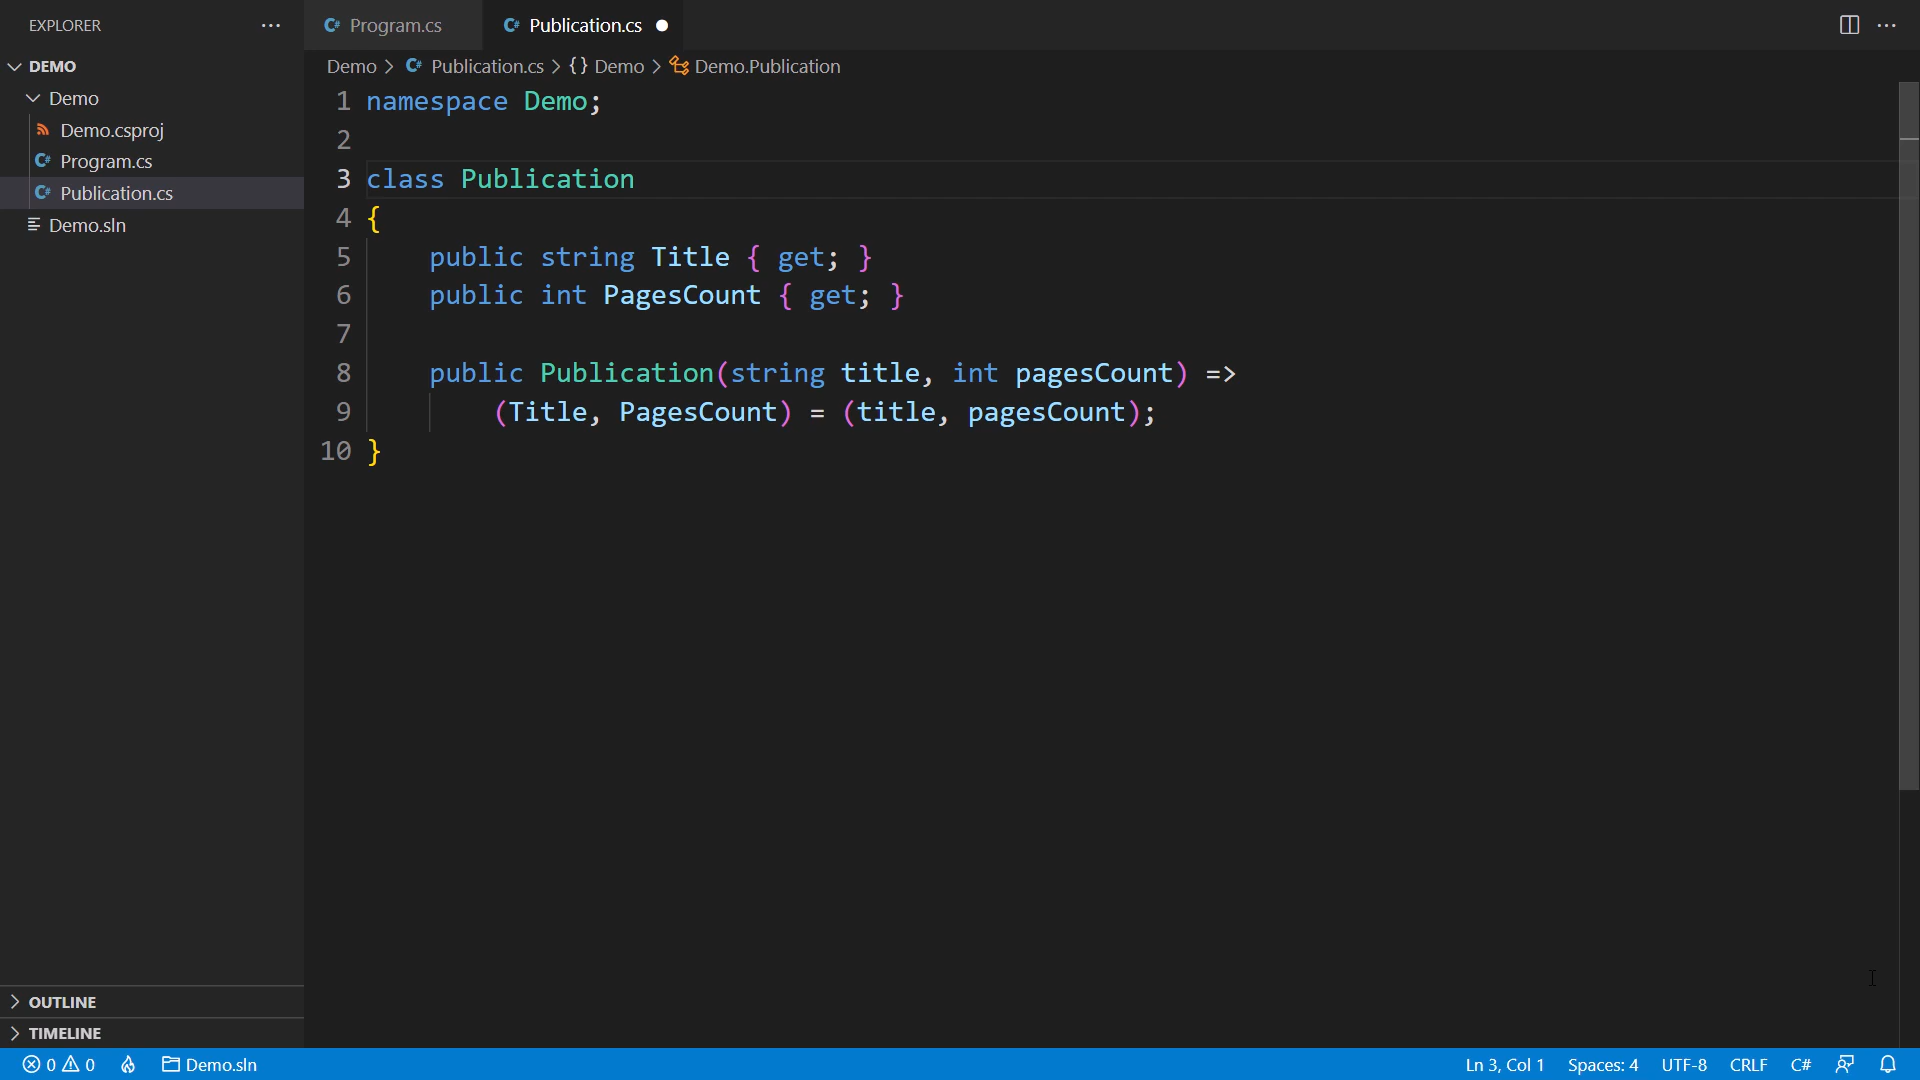 EXPLORER
DEMO
Demo
Demo.csproj
C# Program.cs
C# Publication.cs
Demo.sln
OUTLINE
TIMELINE
C# Program.cs
C# Publication.cs
Demo > C# Publication.cs > {} Demo > Demo.Publication
1 namespace Demo;
2
3 class Publication
4 {
5     public string Title { get; }
6     public int PagesCount { get; }
7
8     public Publication(string title, int pagesCount) =>
9         (Title, PagesCount) = (title, pagesCount);
10 }
0 0 Demo.sln Ln 3, Col 1 Spaces: 4 UTF-8 CRLF C#